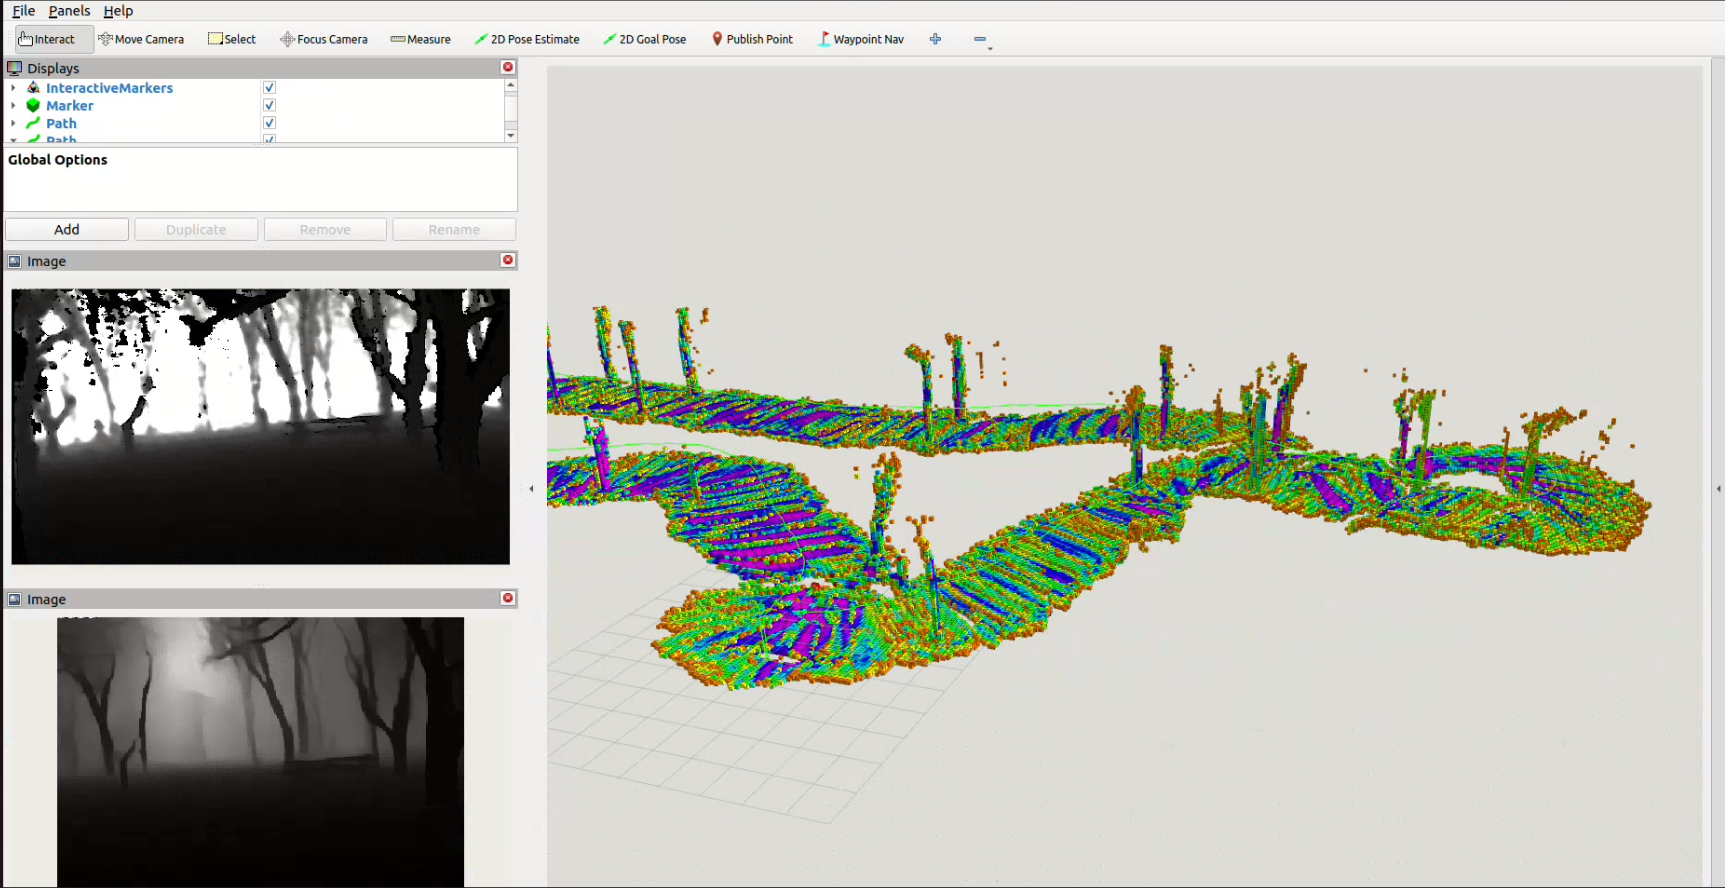 File Panels Help
Interact Move Camera Select Focus Camera Measure 2D Pose Estimate 2D Goal Pose Publish Point Waypoint Nav
Displays
InteractiveMarkers
Marker
Path
Path
Global Options
Add Duplicate Remove Rename
Image
Image